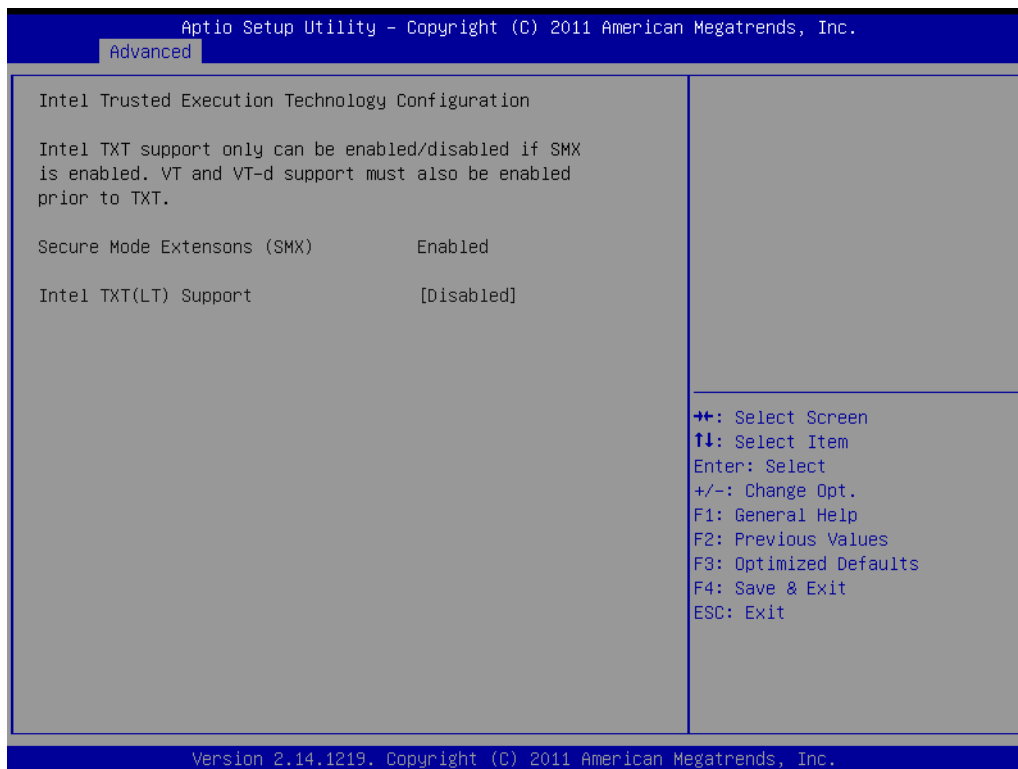 Aptio Setup Utility – Copyright (C) 2011 American Megatrends, Inc.
Advanced
Intel Trusted Execution Technology Configuration
Intel TXT support only can be enabled/disabled if SMX
is enabled. VT and VT-d support must also be enabled
prior to TXT.
Secure Mode Extensons (SMX) Enabled
Intel TXT(LT) Support [Disabled]
→←: Select Screen
↑↓: Select Item
Enter: Select
+/-: Change Opt.
F1: General Help
F2: Previous Values
F3: Optimized Defaults
F4: Save & Exit
ESC: Exit
Version 2.14.1219. Copyright (C) 2011 American Megatrends, Inc.